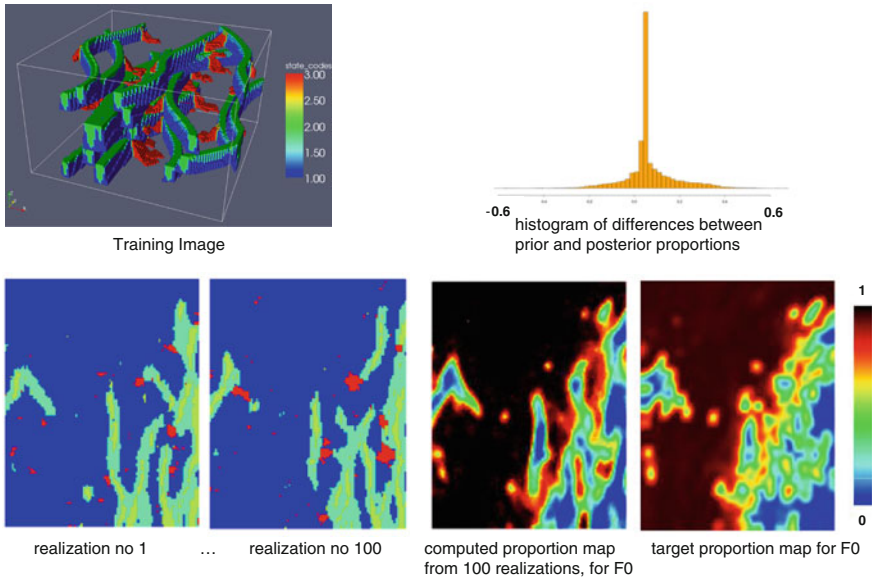 state_codes
3.00
2.50
2.00
1.50
1.00
Training Image
-0.6
0.6
histogram of differences between
prior and posterior proportions
1
0
realization no 1
...
realization no 100
computed proportion map
from 100 realizations, for F0
target proportion map for F0